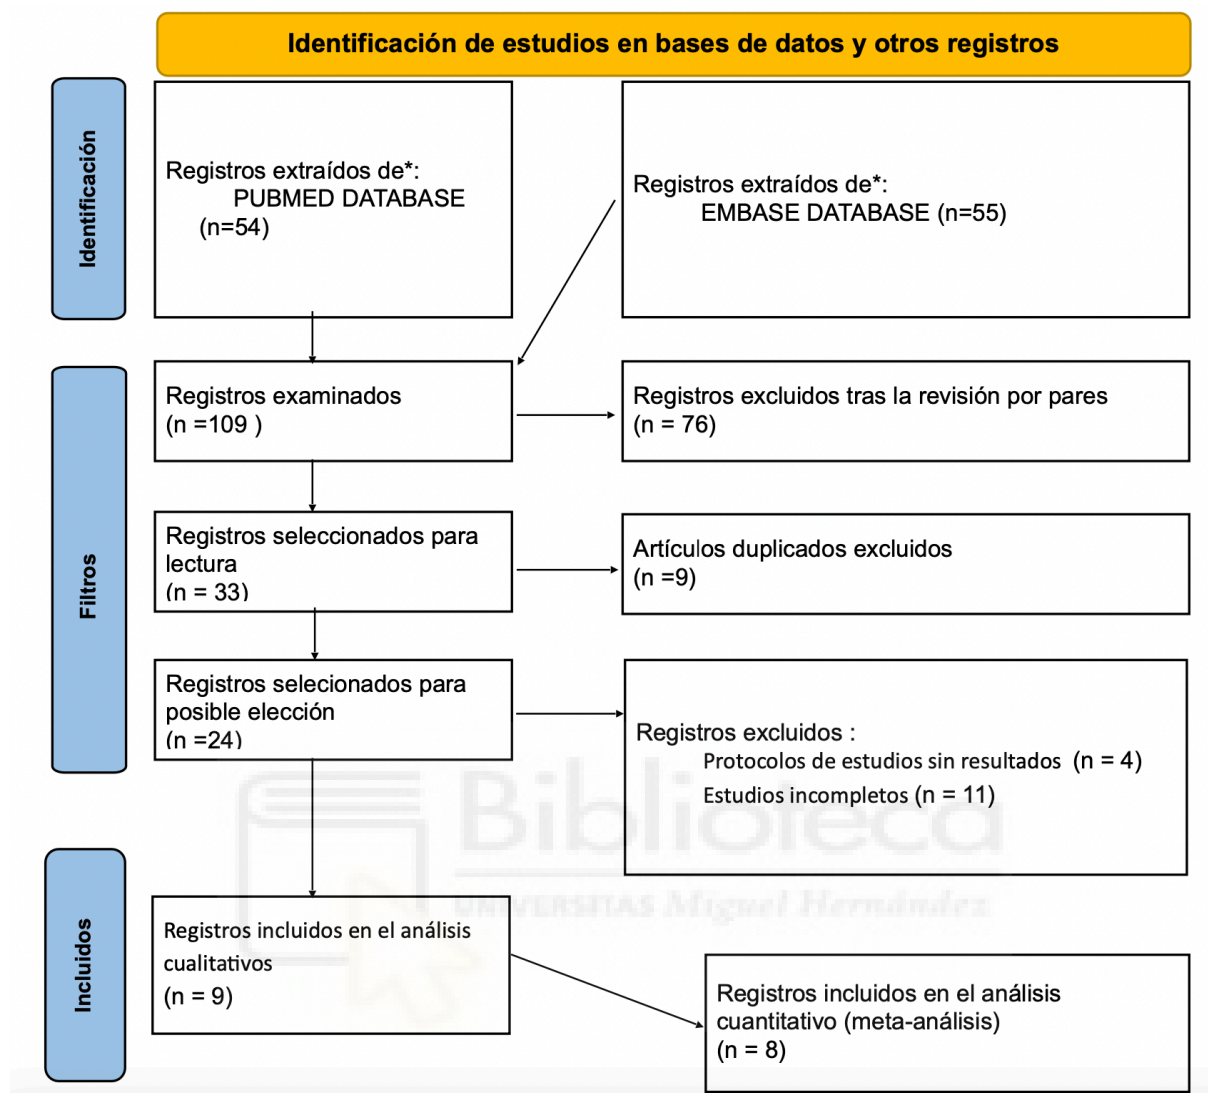 Identificación de estudios en bases de datos y otros registros
Identificación
Registros extraídos de*:
PUBMED DATABASE
(n=54)
Registros extraídos de*:
EMBASE DATABASE (n=55)
Filtros
Registros examinados
(n =109 )
Registros excluidos tras la revisión por pares
(n = 76)
Registros seleccionados para
lectura
(n = 33)
Artículos duplicados excluidos
(n =9)
Registros selecionados para
posible elección
(n =24)
Registros excluidos :
Protocolos de estudios sin resultados (n = 4)
Estudios incompletos (n = 11)
Biblioteca
UNIVERSITAS Miguel Hernández
Incluidos
Registros incluidos en el análisis
cualitativos
(n = 9)
Registros incluidos en el análisis
cuantitativo (meta-análisis)
(n = 8)